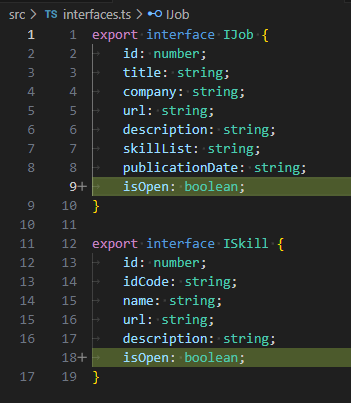 src > TS interfaces.ts > IJob
1 1 export interface IJob {
2 2 id: number;
3 3 title: string;
4 4 company: string;
5 5 url: string;
6 6 description: string;
7 7 skillList: string;
8 8 publicationDate: string;
9+ isOpen: boolean;
9 10 }
10 11
11 12 export interface ISkill {
12 13 id: number;
13 14 idCode: string;
14 15 name: string;
15 16 url: string;
16 17 description: string;
18+ isOpen: boolean;
17 19 }